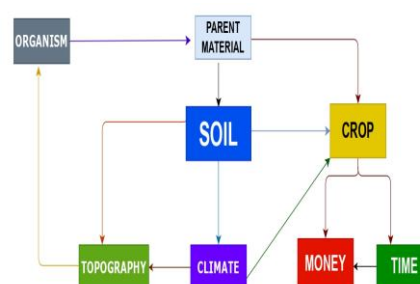 ORGANISM
PARENT
MATERIAL
SOIL
CROP
TOPOGRAPHY
CLIMATE
MONEY
TIME